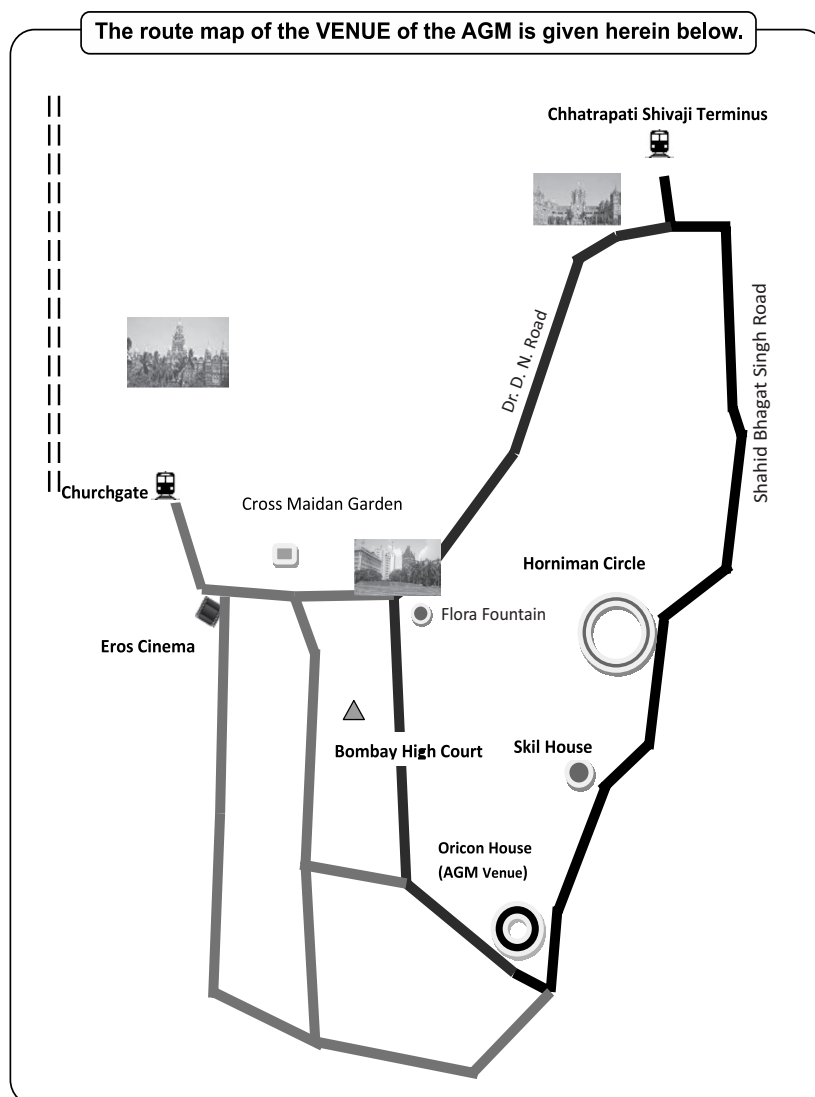 The route map of the VENUE of the AGM is given herein below.
Chhatrapati Shivaji Terminus
Dr. D. N. Road
Shahid Bhagat Singh Road
Churchgate
Cross Maidan Garden
Horniman Circle
Flora Fountain
Eros Cinema
Bombay High Court
Skil House
Oricon House
(AGM Venue)